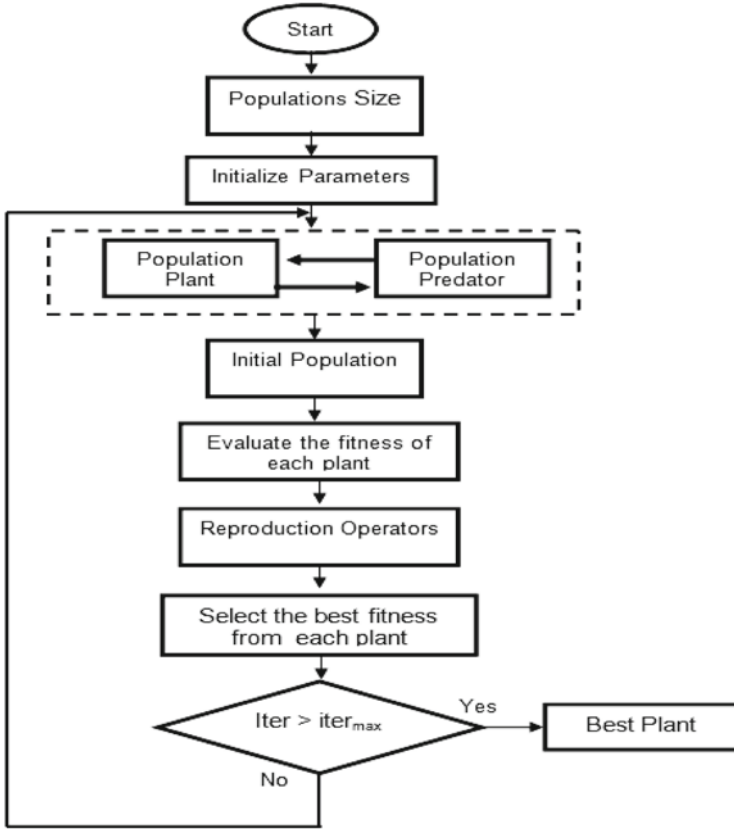 Start
Populations Size
Initialize Parameters
Population
Plant
Population
Predator
Initial Population
Evaluate the fitness of
each plant
Reproduction Operators
Select the best fitness
from each plant
Iter > iter_max
Yes
Best Plant
No